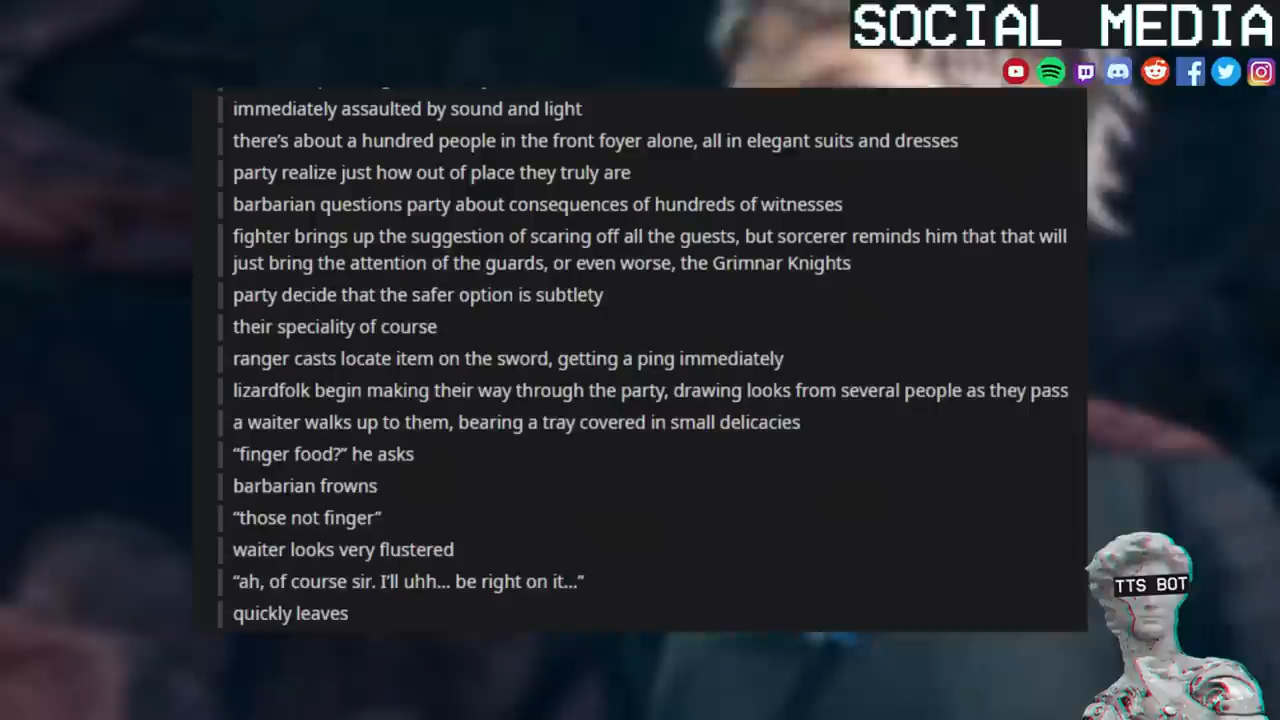 SOCIAL MEDIA
immediately assaulted by sound and light
there's about a hundred people in the front foyer alone, all in elegant suits and dresses
party realize just how out of place they truly are
barbarian questions party about consequences of hundreds of witnesses
fighter brings up the suggestion of scaring off all the guests, but sorcerer reminds him that that will
just bring the attention of the guards, or even worse, the Grimnar Knights
party decide that the safer option is subtlety
their speciality of course
ranger casts locate item on the sword, getting a ping immediately
lizardfolk begin making their way through the party, drawing looks from several people as they pass
a waiter walks up to them, bearing a tray covered in small delicacies
“finger food?” he asks
barbarian frowns
“those not finger”
waiter looks very flustered
“ah, of course sir. I'll uhh... be right on it...”
quickly leaves
TTS BOT